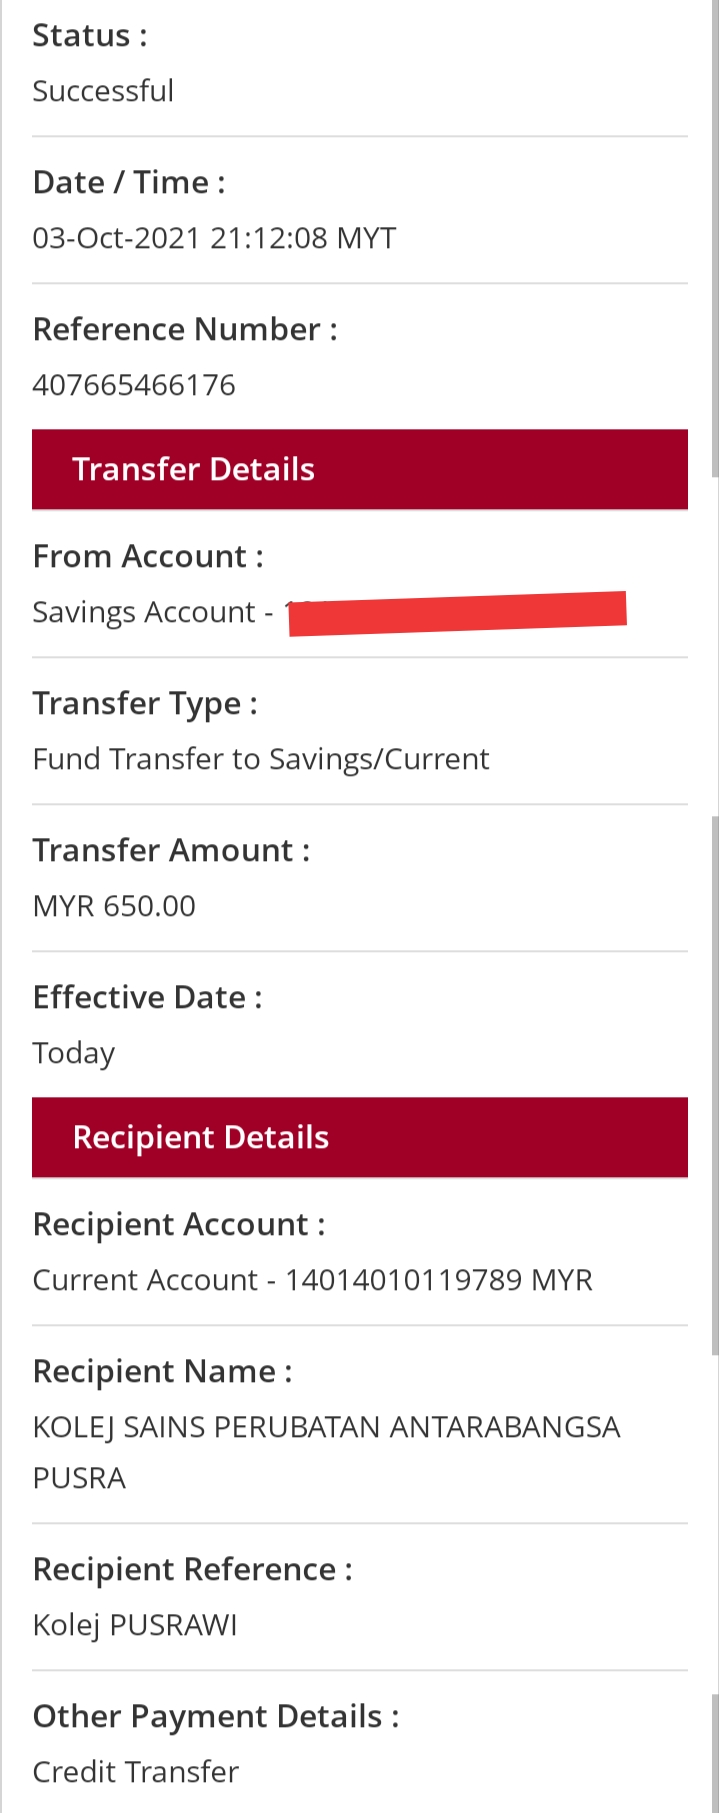 Status :
Successful
Date / Time :
03-Oct-2021 21:12:08 MYT
Reference Number :
407665466176
Transfer Details
From Account :
Savings Account -
Transfer Type :
Fund Transfer to Savings/Current
Transfer Amount :
MYR 650.00
Effective Date :
Today
Recipient Details
Recipient Account :
Current Account - 14014010119789 MYR
Recipient Name :
KOLEJ SAINS PERUBATAN ANTARABANGSA
PUSRA
Recipient Reference :
Kolej PUSRAWI
Other Payment Details :
Credit Transfer